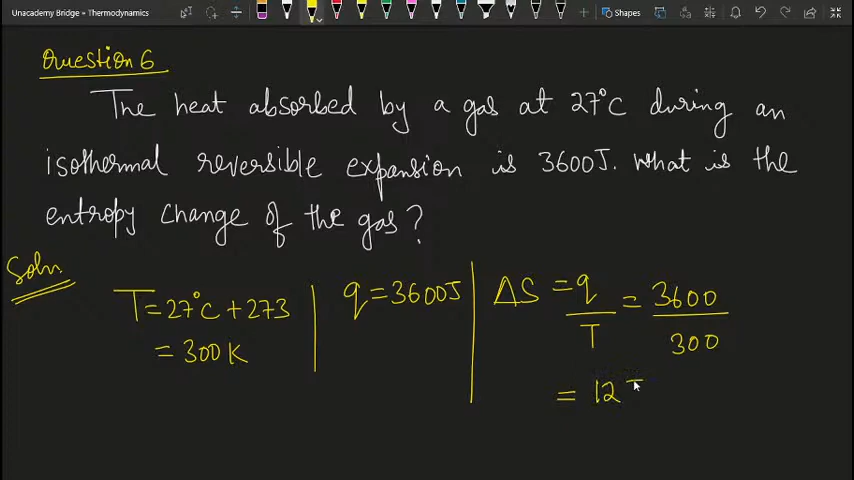 Unacademy Bridge - Thermodynamics
Shapes
Question 6
The heat absorbed by a gas at 27°C during an
isothermal reversible expansion is 3600J. What is the
entropy change of the gas?
Soln.
T = 27°C + 273
= 300 K
q = 3600J
ΔS = q / T = 3600 / 300
= 12